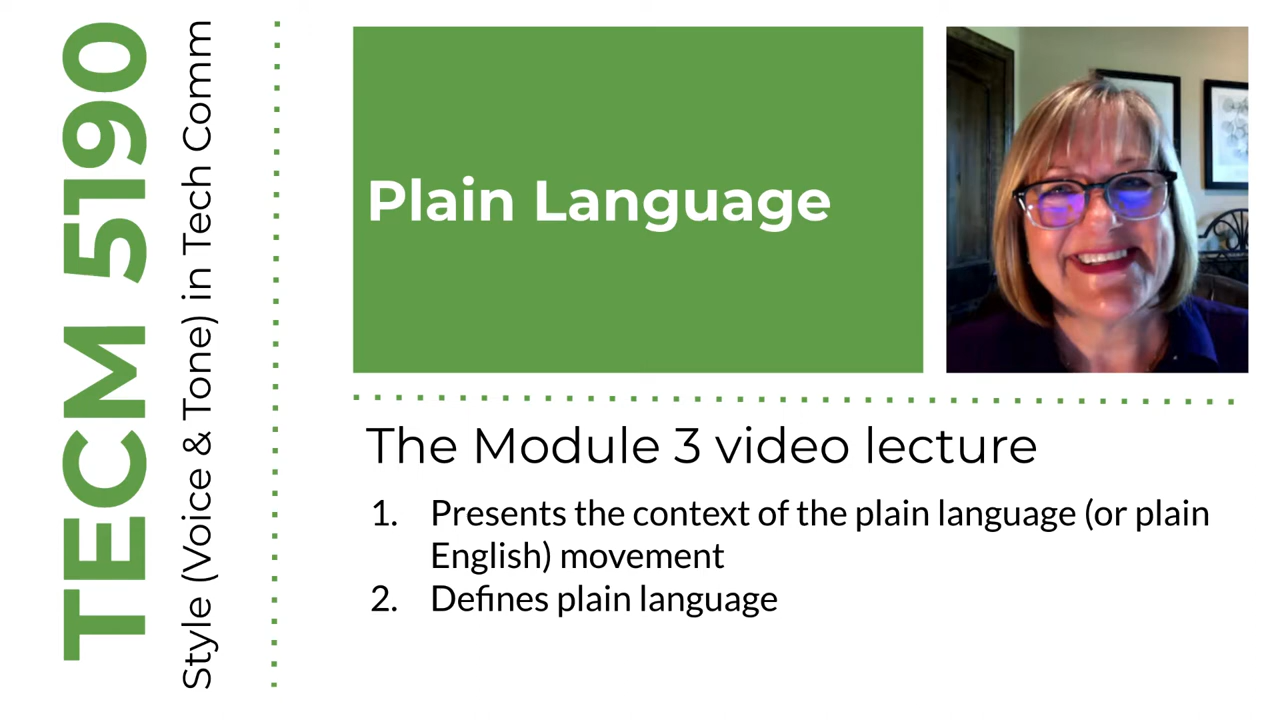 TECM 5190
Style (Voice & Tone) in Tech Comm
Plain Language
The Module 3 video lecture
1. Presents the context of the plain language (or plain
English) movement
2. Defines plain language